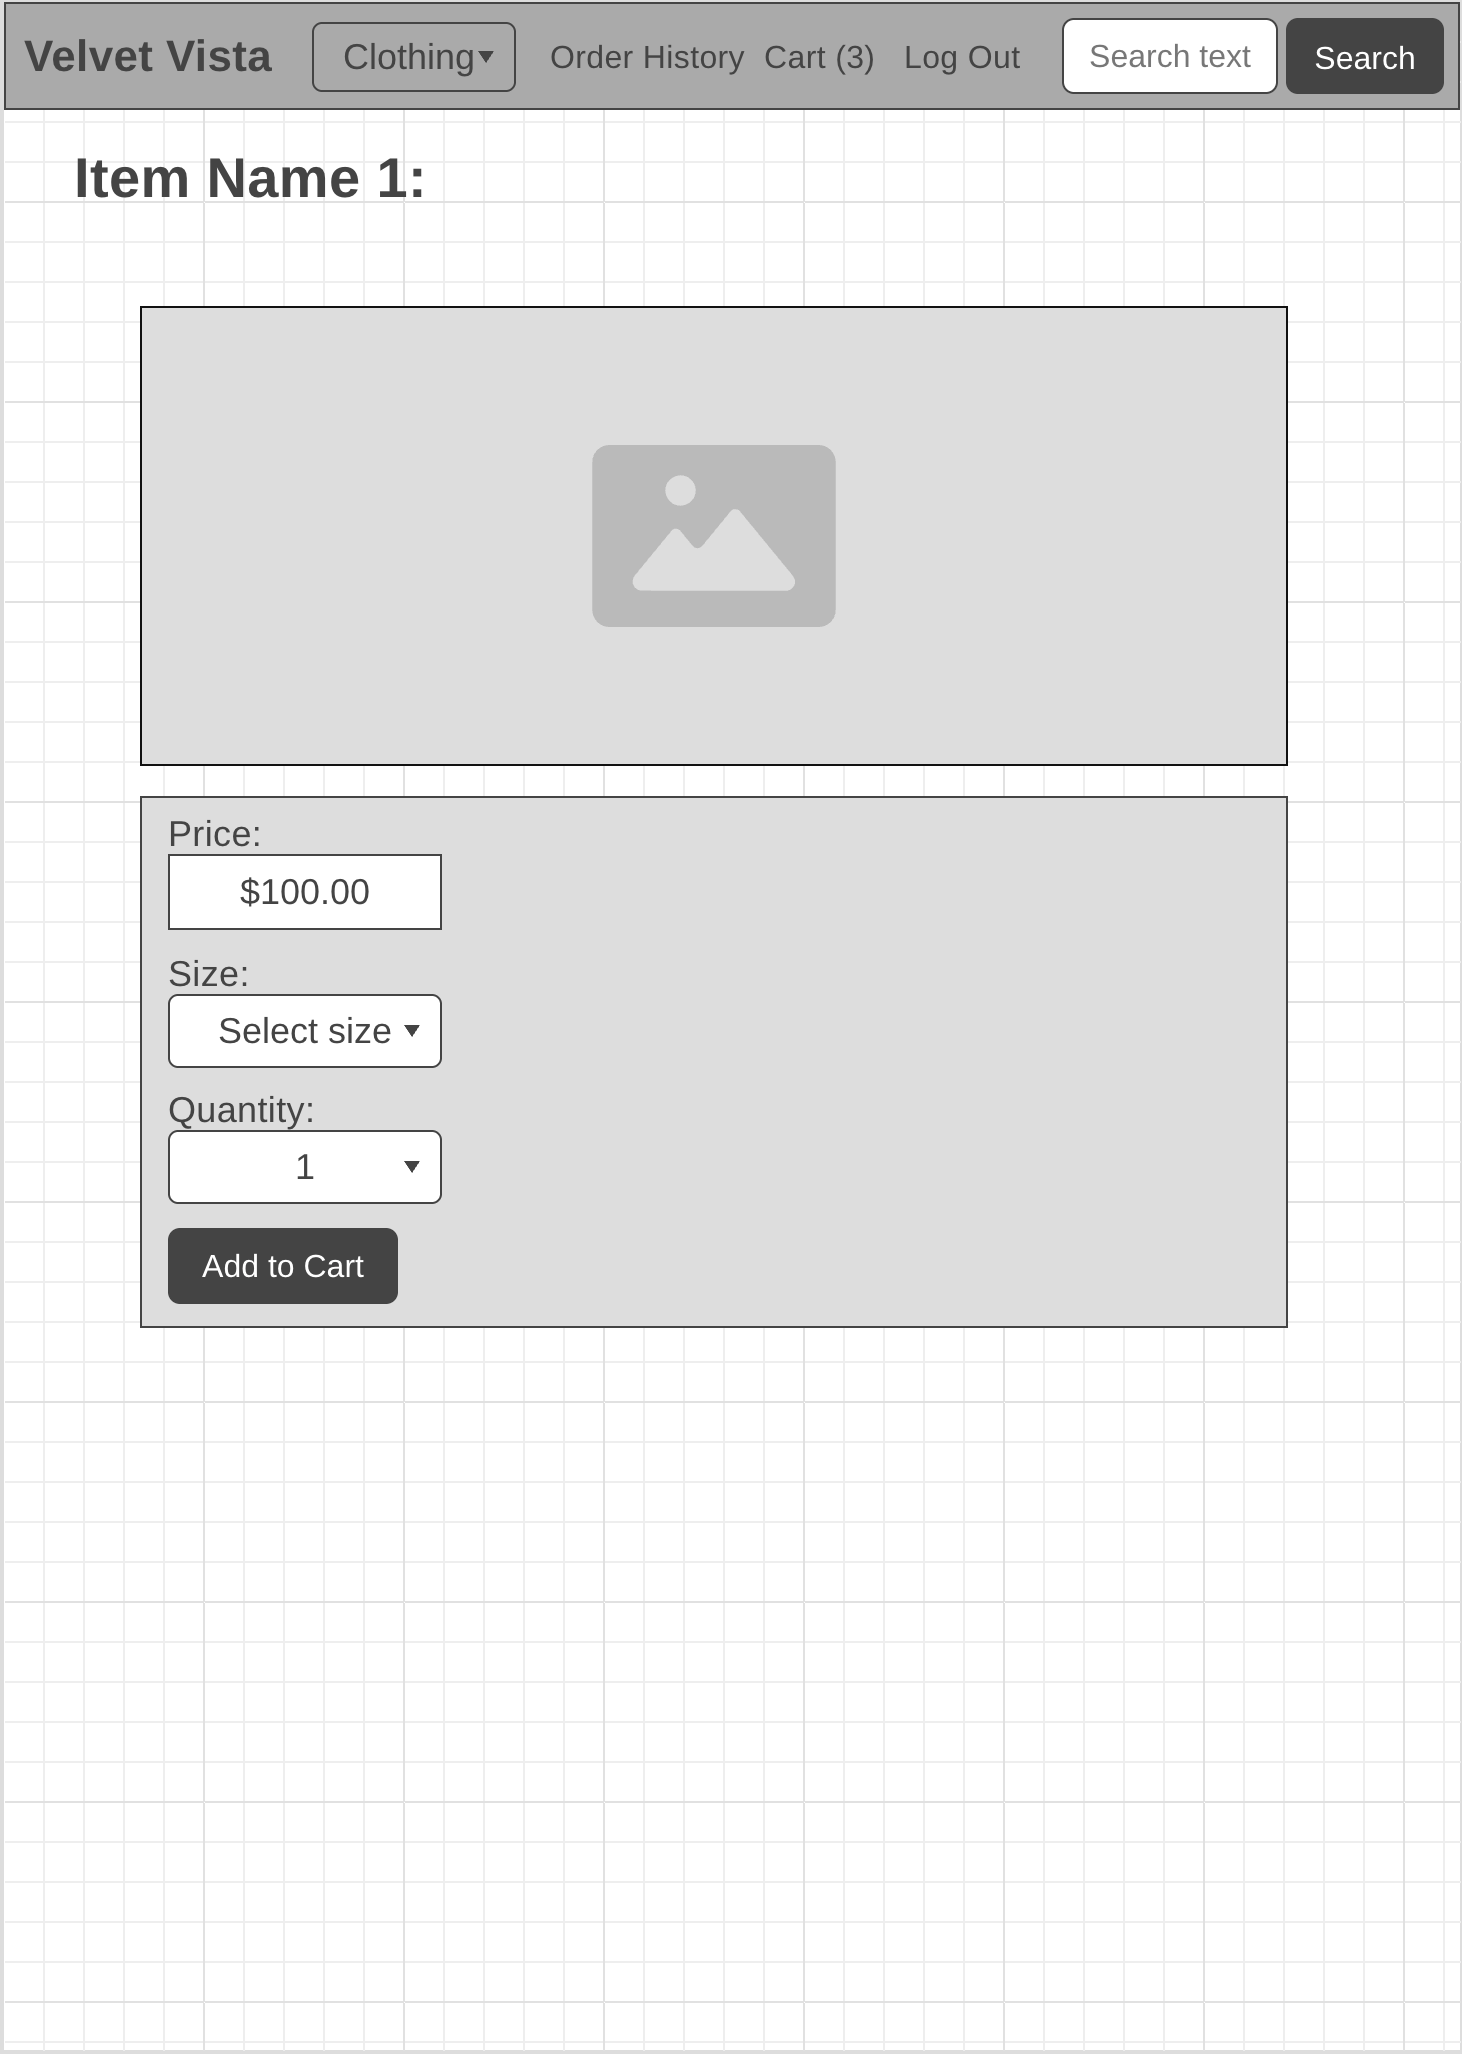 Velvet Vista Clothing Order History Cart (3) Log Out Search text Search
Item Name 1:
Price:
$100.00
Size:
Select size
Quantity:
1
Add to Cart